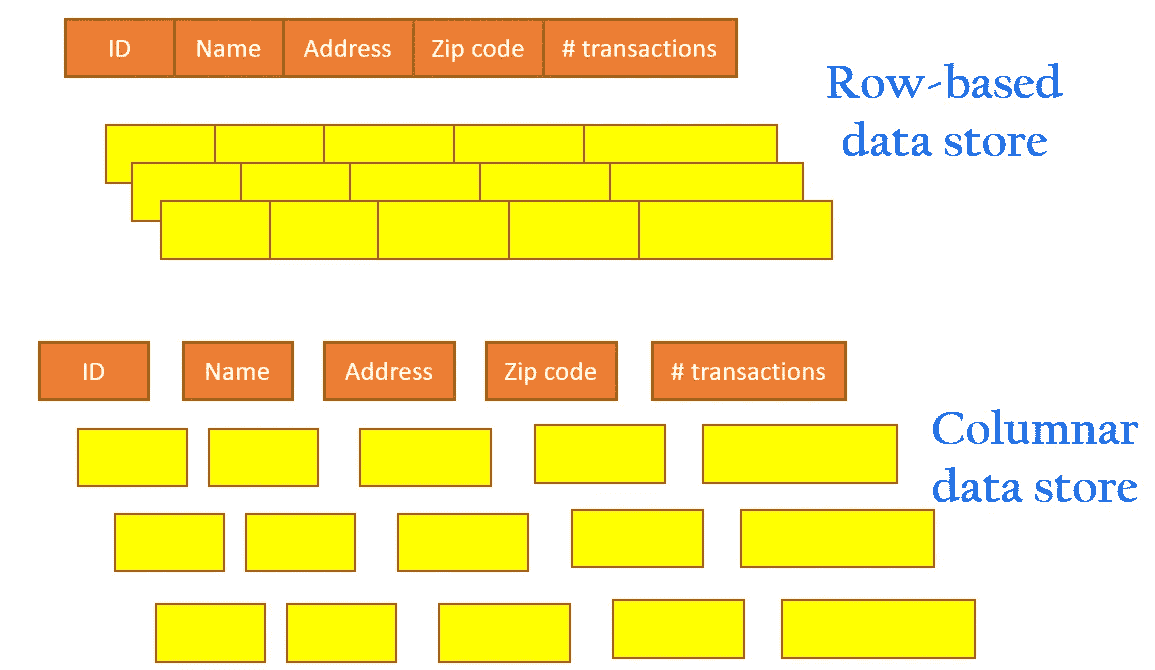 ID Name Address Zip code # transactions
Row-based
data store
ID Name Address Zip code # transactions
Columnar
data store